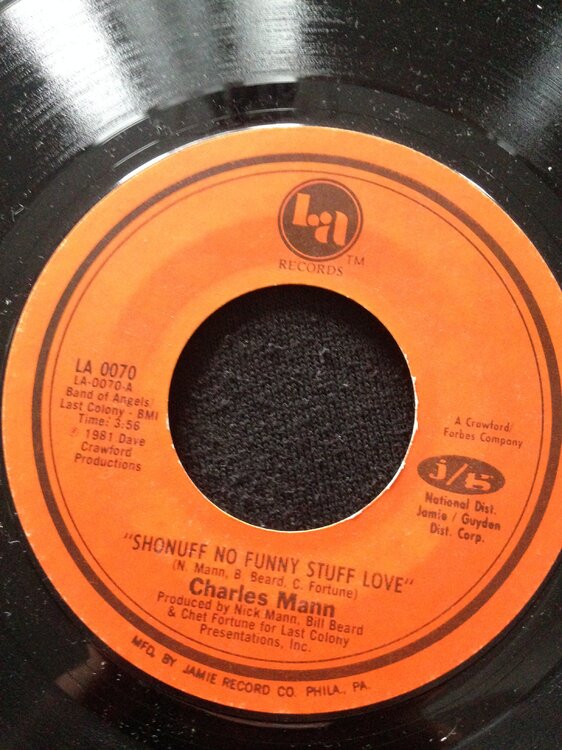 L.A
RECORDS TM
LA 0070
LA-0070-A
Band of Angels/
Last Colony - BMI
Time: 3:56
℗ 1981 Dave
Crawford
Productions
A Crawford/
Forbes Company
j/g
National Dist.
Jamie / Guyden
Dist. Corp.
"SHONUFF NO FUNNY STUFF LOVE"
(N. Mann, B. Beard, C. Fortune)
Charles Mann
Produced by Nick Mann, Bill Beard
& Chet Fortune for Last Colony
Presentations, Inc.
MFD. BY JAMIE RECORD CO. PHILA., PA.